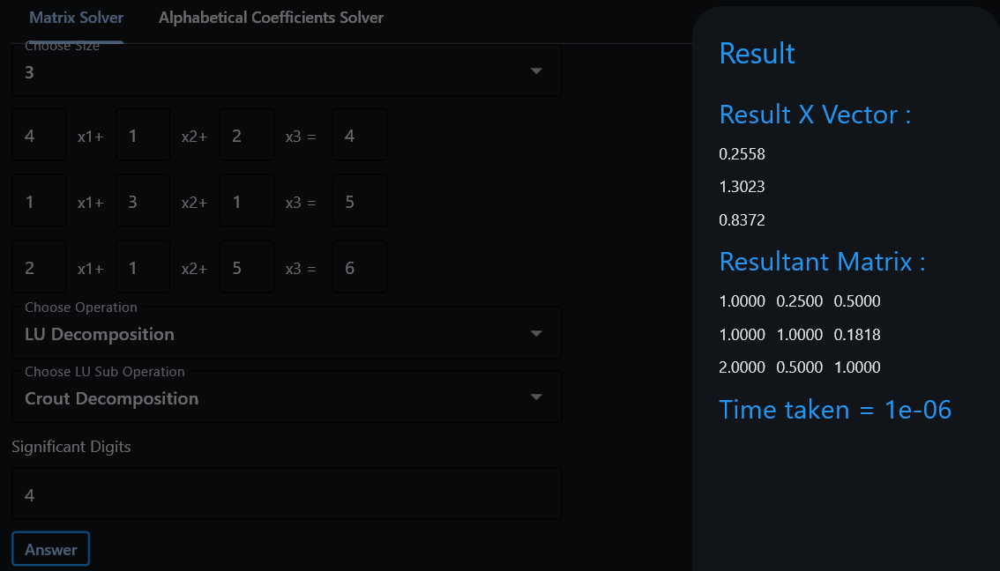 Matrix Solver Alphabetical Coefficients Solver
Choose Size
3
4 x1+ 1 x2+ 2 x3 = 4
1 x1+ 3 x2+ 1 x3 = 5
2 x1+ 1 x2+ 5 x3 = 6
Choose Operation
LU Decomposition
Choose LU Sub Operation
Crout Decomposition
Significant Digits
4
Answer
Result
Result X Vector :
0.2558
1.3023
0.8372
Resultant Matrix :
1.0000 0.2500 0.5000
1.0000 1.0000 0.1818
2.0000 0.5000 1.0000
Time taken = 1e-06